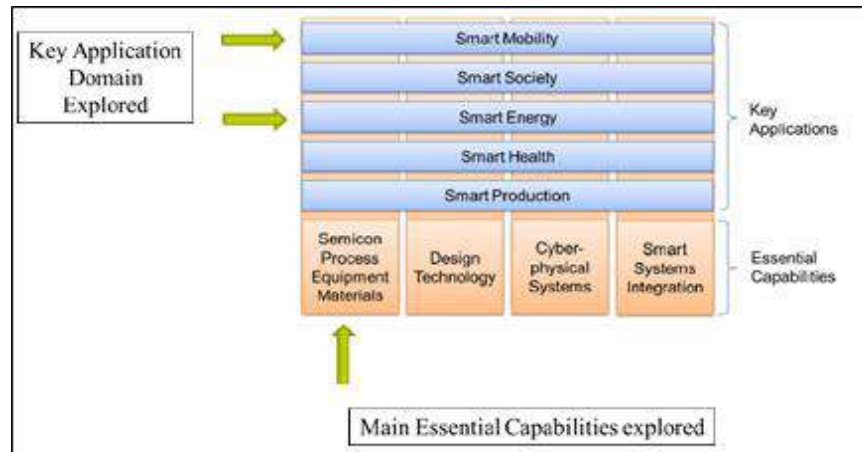 Key Application
Domain
Explored
Smart Mobility
Smart Society
Smart Energy
Smart Health
Smart Production
Key
Applications
Semicon
Process
Equipment
Materials
Design
Technology
Cyber-
physical
Systems
Smart
Systems
Integration
Essential
Capabilities
Main Essential Capabilities explored